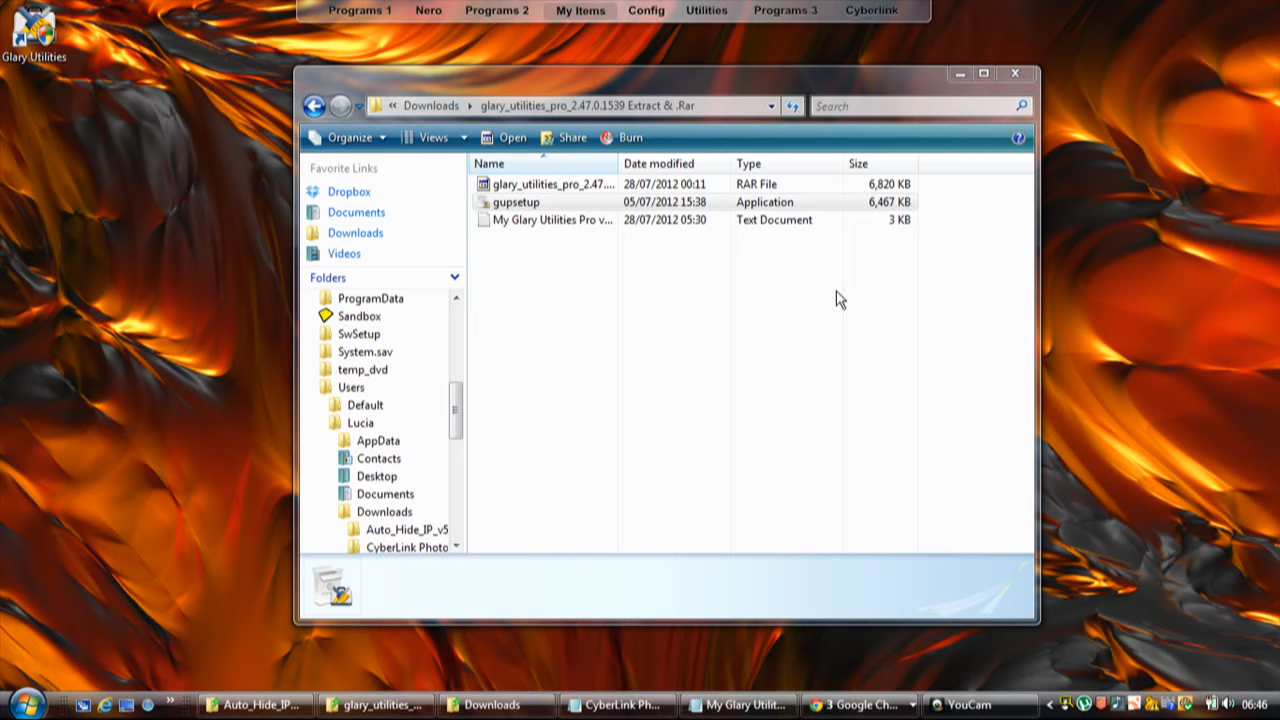 Programs 1 Nero Programs 2 My Items Config Utilities Programs 3 Cyberlink
Glary Utilities
« Downloads glary_utilities_pro_2.47.0.1539 Extract & .Rar Search
Organize Views Open Share Burn
Favorite Links
Dropbox
Documents
Downloads
Videos
Folders
ProgramData
Sandbox
SwSetup
System.sav
temp_dvd
Users
Default
Lucia
AppData
Contacts
Desktop
Documents
Downloads
Auto_Hide_IP_v5
CyberLink Photo
Name Date modified Type Size
glary_utilities_pro_2.47.... 28/07/2012 00:11 RAR File 6,820 KB
gupsetup 05/07/2012 15:38 Application 6,467 KB
My Glary Utilities Pro v... 28/07/2012 05:30 Text Document 3 KB
Auto_Hide_IP... glary_utilities_... Downloads CyberLink Ph... My Glary Utilit... 3 Google Ch... YouCam 06:46